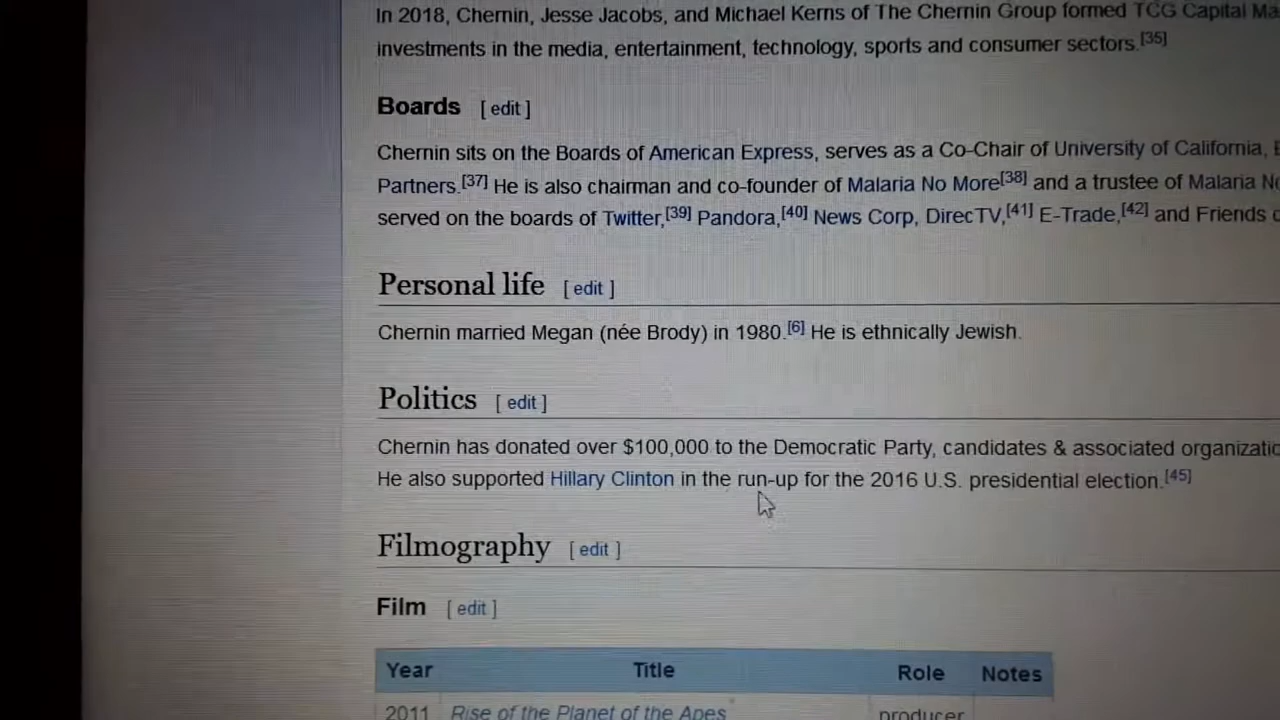 In 2018, Chernin, Jesse Jacobs, and Michael Kerns of The Chernin Group formed TCG Capital
investments in the media, entertainment, technology, sports and consumer sectors.[35]
Boards [ edit ]
Chernin sits on the Boards of American Express, serves as a Co-Chair of University of California,
Partners.[37] He is also chairman and co-founder of Malaria No More[38] and a trustee of Malaria
served on the boards of Twitter,[39] Pandora,[40] News Corp, DirecTV,[41] E-Trade,[42] and Friends
Personal life [ edit ]
Chernin married Megan (née Brody) in 1980.[6] He is ethnically Jewish.
Politics [ edit ]
Chernin has donated over $100,000 to the Democratic Party, candidates & associated
He also supported Hillary Clinton in the run-up for the 2016 U.S. presidential election.[45]
Filmography [ edit ]
Film [ edit ]
Year Title Role Notes
2011 Rise of the Planet of the Apes producer